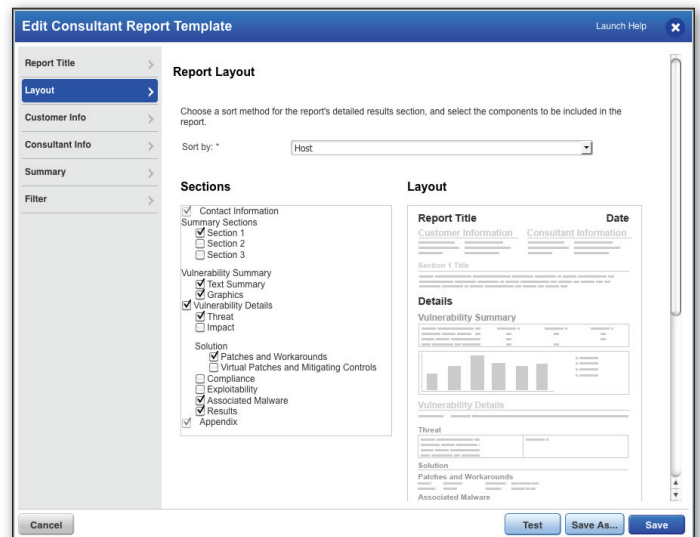 Edit Consultant Report Template
Launch Help
Report Title
Layout
Customer Info
Consultant Info
Summary
Filter
Report Layout
Choose a sort method for the report's detailed results section, and select the components to be included in the
report.
Sort by: *
Host
Sections
Contact Information
Summary Sections
Section 1
Section 2
Section 3
Vulnerability Summary
Text Summary
Graphics
Vulnerability Details
Threat
Impact
Solution
Patches and Workarounds
Virtual Patches and Mitigating Controls
Compliance
Exploitability
Associated Malware
Results
Appendix
Layout
Report Title Date
Customer Information Consultant Information
Section 1 Title
Details
Vulnerability Summary
Vulnerability Details
Threat
Solution
Patches and Workarounds
Associated Malware
Cancel
Test
Save As...
Save